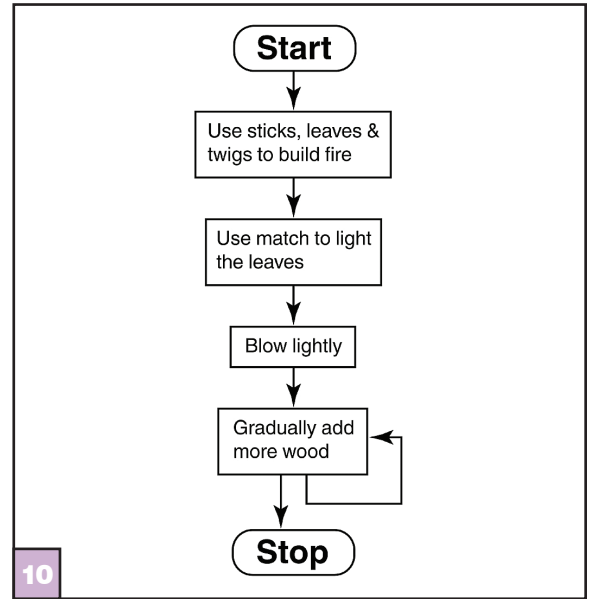 Start
Use sticks, leaves &
twigs to build fire
Use match to light
the leaves
Blow lightly
Gradually add
more wood
Stop
10